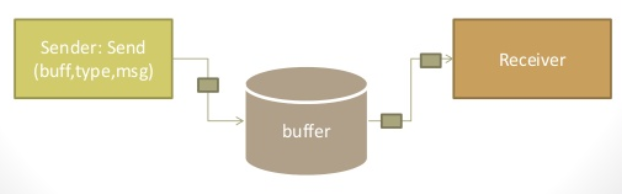 Sender: Send
(buff,type,msg)
buffer
Receiver